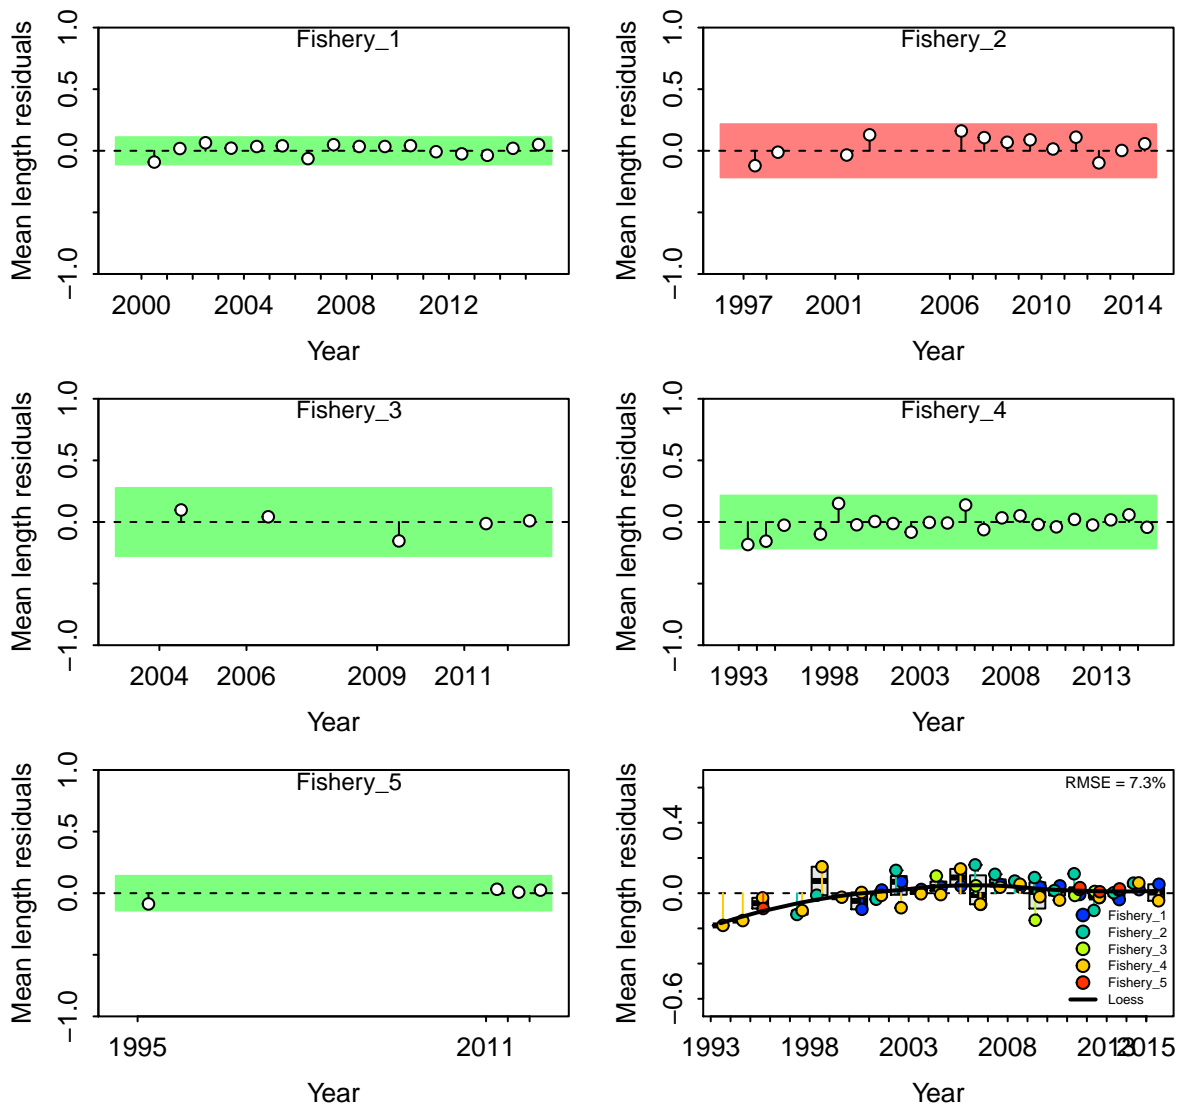 Fishery_1
Mean length residuals
1.0
0.5
0.0
−1.0
2000 2004 2008 2012
Year
Fishery_2
Mean length residuals
1.0
0.5
0.0
−1.0
1997 2001 2006 2010 2014
Year
Fishery_3
Mean length residuals
1.0
0.5
0.0
−1.0
2004 2006 2009 2011
Year
Fishery_4
Mean length residuals
1.0
0.5
0.0
−1.0
1993 1998 2003 2008 2013
Year
Fishery_5
Mean length residuals
1.0
0.5
0.0
−1.0
1995 2011
Year
RMSE = 7.3%
Mean length residuals
0.4
0.0
−0.6
Fishery_1
Fishery_2
Fishery_3
Fishery_4
Fishery_5
Loess
1993 1998 2003 2008 2013 2015
Year